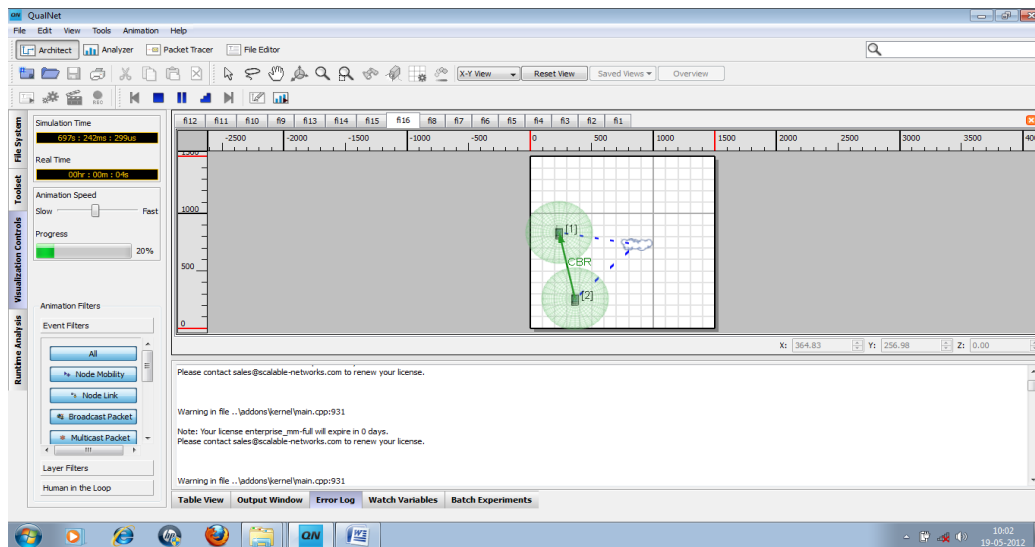 QualNet
File Edit View Tools Animation Help
Architect Analyzer Packet Tracer File Editor
X-Y View Reset View Saved Views Overview
REC
File System
Toolset
Visualization Controls
Runtime Analysis
Simulation Time
697s : 242ms : 299us
Real Time
00hr : 00m : 04s
Animation Speed
Slow Fast
Progress
20%
Animation Filters
Event Filters
All
Node Mobility
Node Link
Broadcast Packet
Multicast Packet
Layer Filters
Human in the Loop
fi12 fi11 fi10 fi9 fi13 fi14 fi15 fi16 fi8 fi7 fi6 fi5 fi4 fi3 fi2 fi1
-2500 -2000 -1500 -1000 -500 0 500 1000 1500 2000 2500 3000 3500
1500
1000
500
0
[1]
CBR
[2]
X: 364.83 Y: 256.98 Z: 0.00
Please contact sales@scalable-networks.com to renew your license.
Warning in file ..\addons\kernel\main.cpp:931
Note: Your license enterprise_mm-full will expire in 0 days.
Please contact sales@scalable-networks.com to renew your license.
Warning in file ..\addons\kernel\main.cpp:931
Table View Output Window Error Log Watch Variables Batch Experiments
QN
10:02
19-05-2012